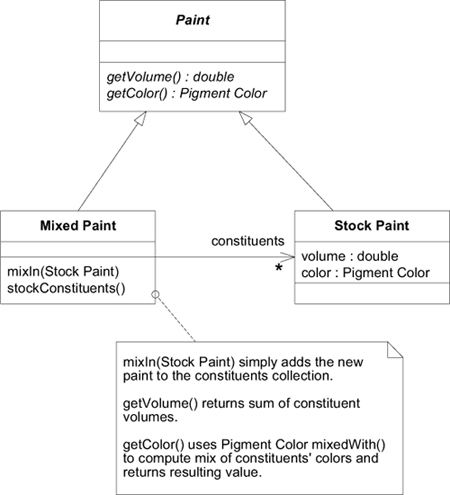 Paint
getVolume() : double
getColor() : Pigment Color
Mixed Paint
mixIn(Stock Paint)
stockConstituents()
constituents
*
Stock Paint
volume : double
color : Pigment Color
mixIn(Stock Paint) simply adds the new
paint to the constituents collection.
getVolume() returns sum of constituent
volumes.
getColor() uses Pigment Color mixedWith()
to compute mix of constituents' colors and
returns resulting value.